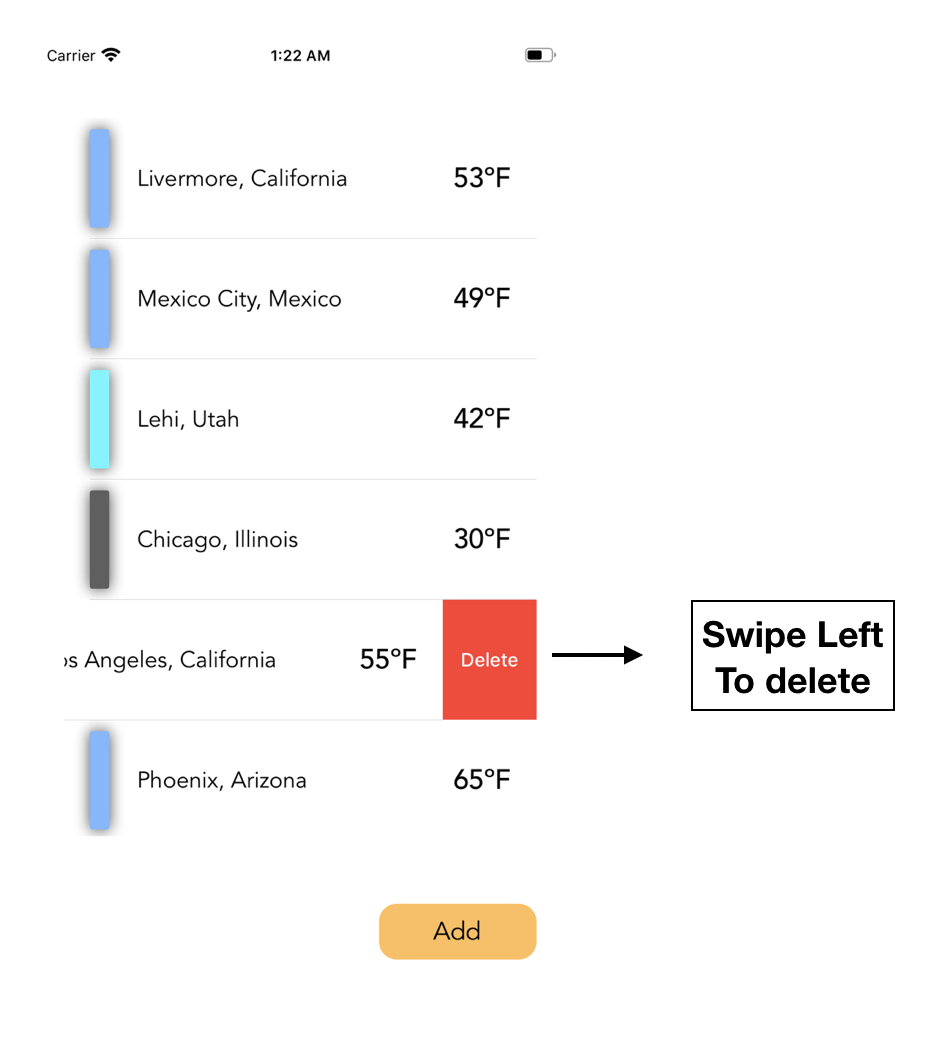 Carrier 1:22 AM
Livermore, California 53°F
Mexico City, Mexico 49°F
Lehi, Utah 42°F
Chicago, Illinois 30°F
os Angeles, California 55°F Delete
Swipe Left
To delete
Phoenix, Arizona 65°F
Add